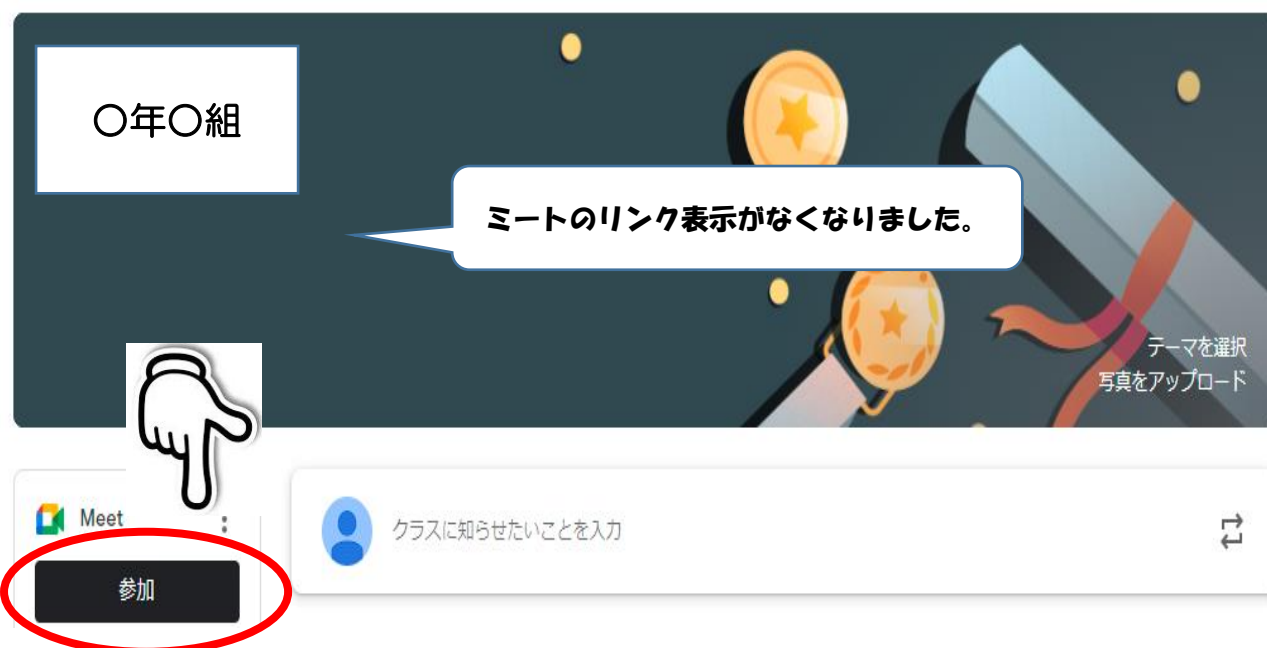 〇年〇組
ミートのリンク表示がなくなりました。
テーマを選択
写真をアップロード
Meet
クラスに知らせたいことを入力
参加